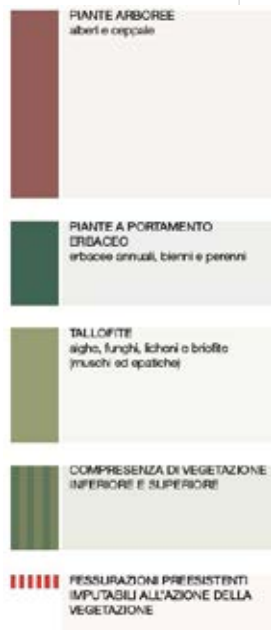 PIANTE ARBOREE
alberi e ceppaie
PIANTE A PORTAMENTO
ERBACEO
erbacee annuali, bienni e perenni
TALLOFITE
alghe, funghi, licheni e briofite
(muschi ed epatiche)
COMPRESENZA DI VEGETAZIONE
INFERIORE E SUPERIORE
FESSURAZIONI PREESISTENTI
IMPUTABILI ALL'AZIONE DELLA
VEGETAZIONE